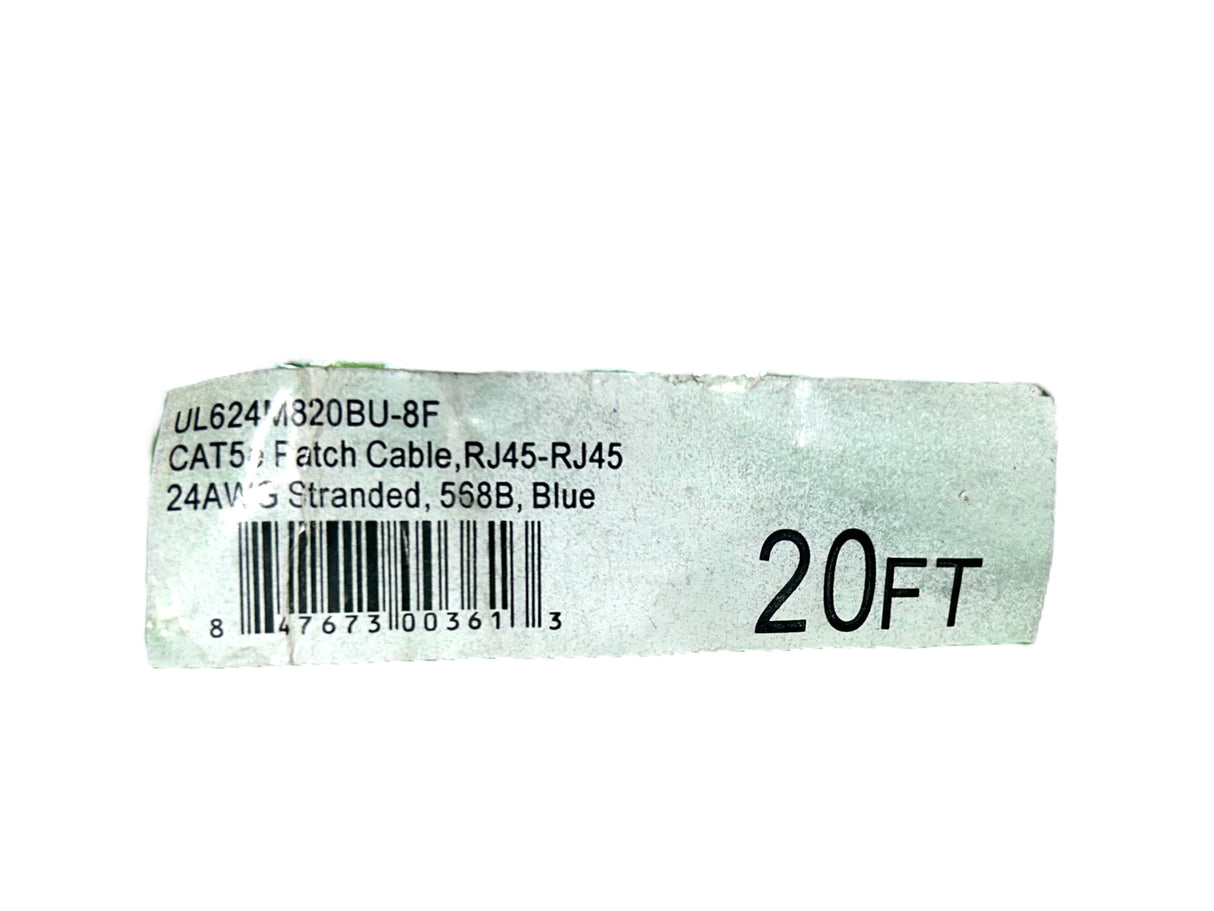 UL624M820BU-8F
CAT5e Patch Cable,RJ45-RJ45
24AWG Stranded, 568B, Blue
20FT
8 47673 00361 3